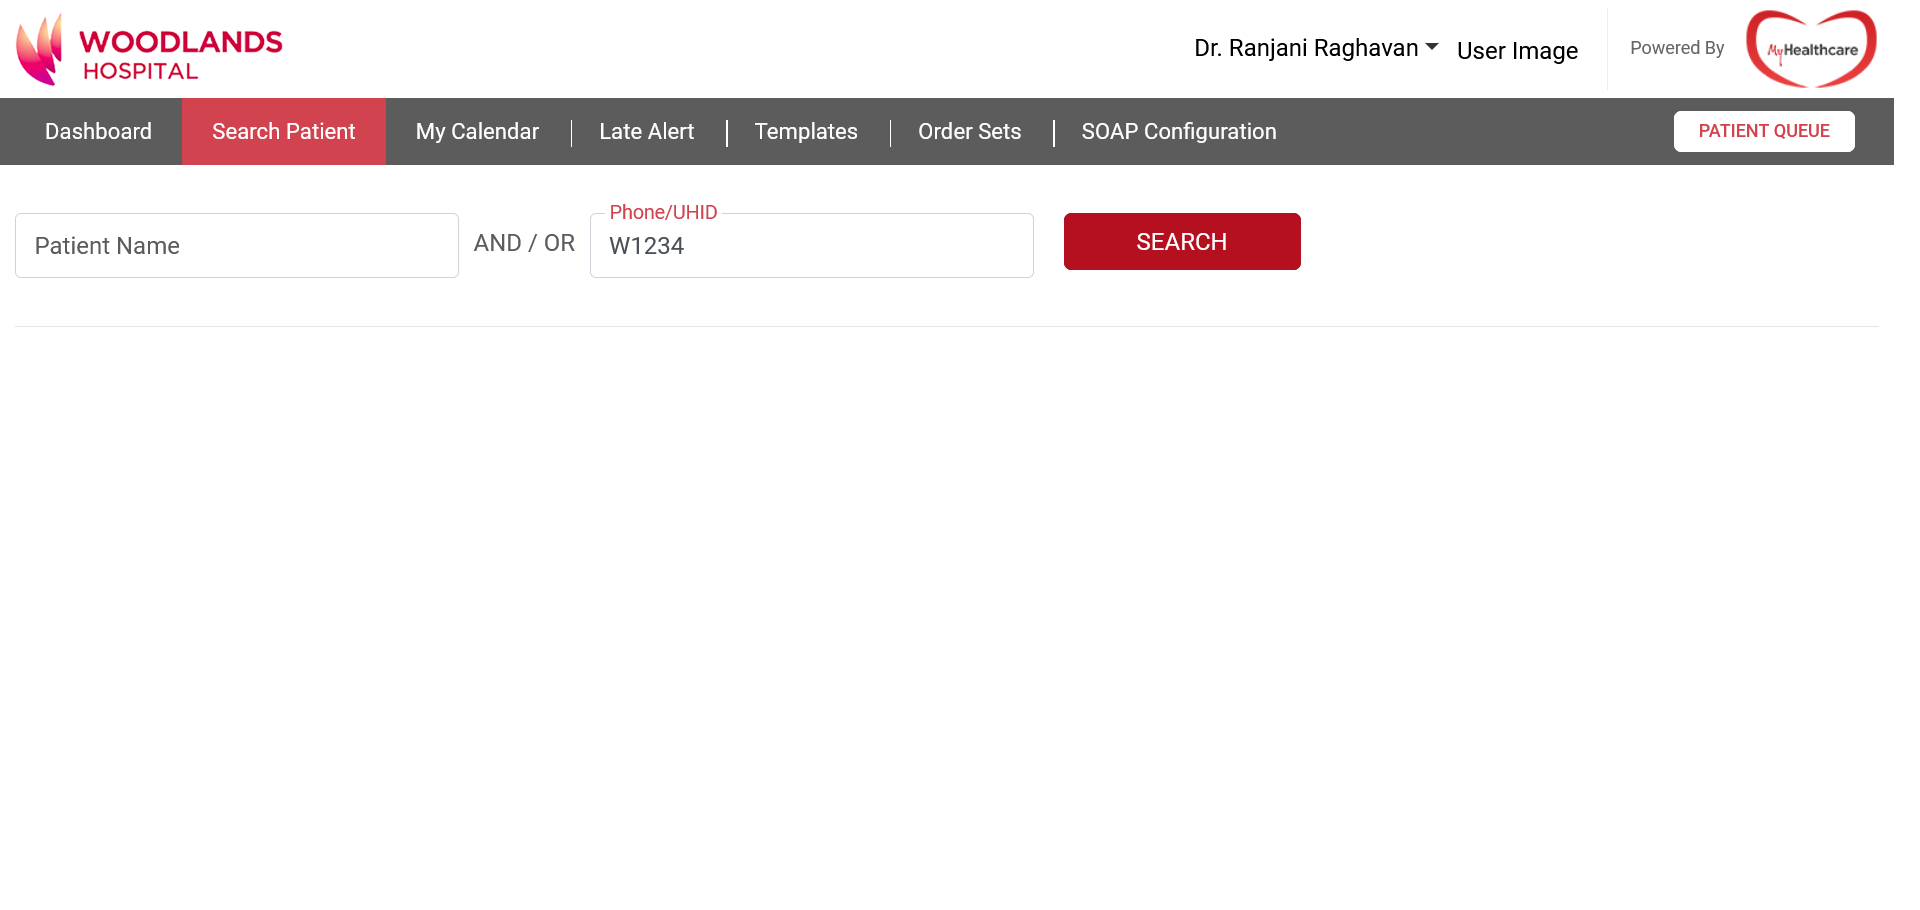 WOODLANDS
HOSPITAL
Dr. Ranjani Raghavan
User Image
Powered By
MyHealthcare
Dashboard
Search Patient
My Calendar
Late Alert
Templates
Order Sets
SOAP Configuration
PATIENT QUEUE
Patient Name
AND / OR
Phone/UHID
W1234
SEARCH